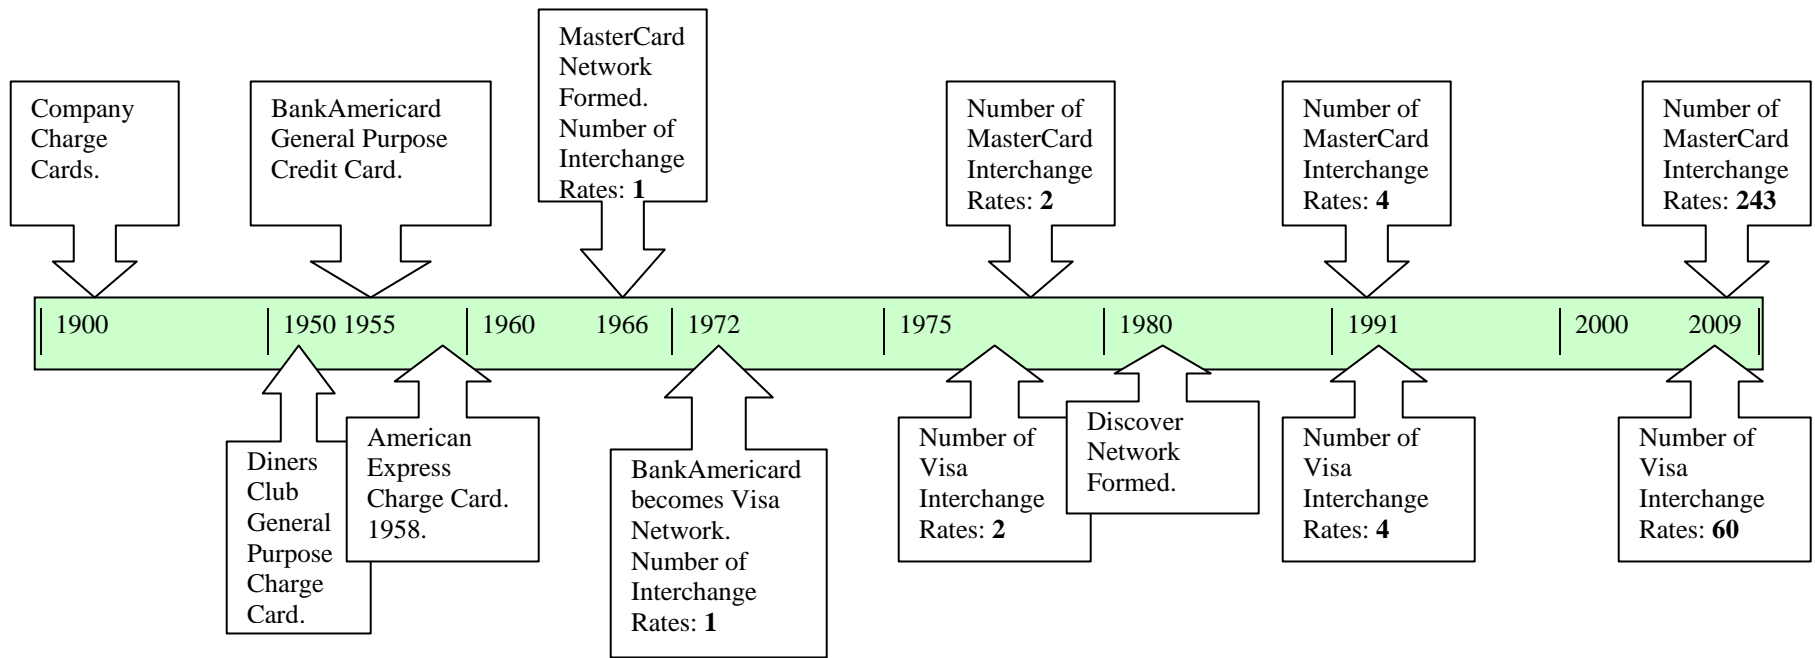 Company
Charge
Cards.
BankAmericard
General Purpose
Credit Card.
MasterCard
Network
Formed.
Number of
Interchange
Rates: 1
Number of
MasterCard
Interchange
Rates: 2
Number of
MasterCard
Interchange
Rates: 4
Number of
MasterCard
Interchange
Rates: 243
1900 1950 1955 1960 1966 1972 1975 1980 1991 2000 2009
Diners
Club
General
Purpose
Charge
Card.
American
Express
Charge Card.
1958.
BankAmericard
becomes Visa
Network.
Number of
Interchange
Rates: 1
Number of
Visa
Interchange
Rates: 2
Discover
Network
Formed.
Number of
Visa
Interchange
Rates: 4
Number of
Visa
Interchange
Rates: 60